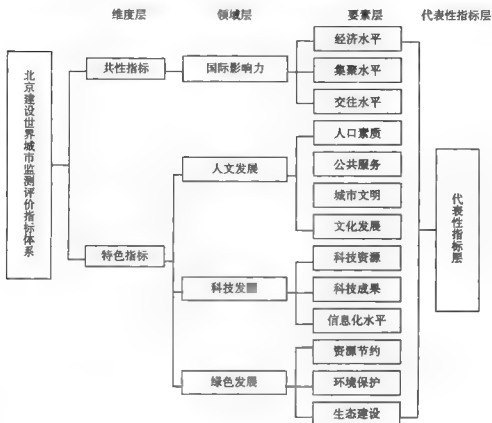 维度层
领域层
要素层
代表性指标层
北京建设世界城市监测评价指标体系
共性指标
国际影响力
经济水平
集聚水平
交往水平
特色指标
人文发展
人口素质
公共服务
城市文明
文化发展
科技发
科技资源
科技成果
信息化水平
绿色发展
资源节约
环境保护
生态建设
代表性指标层